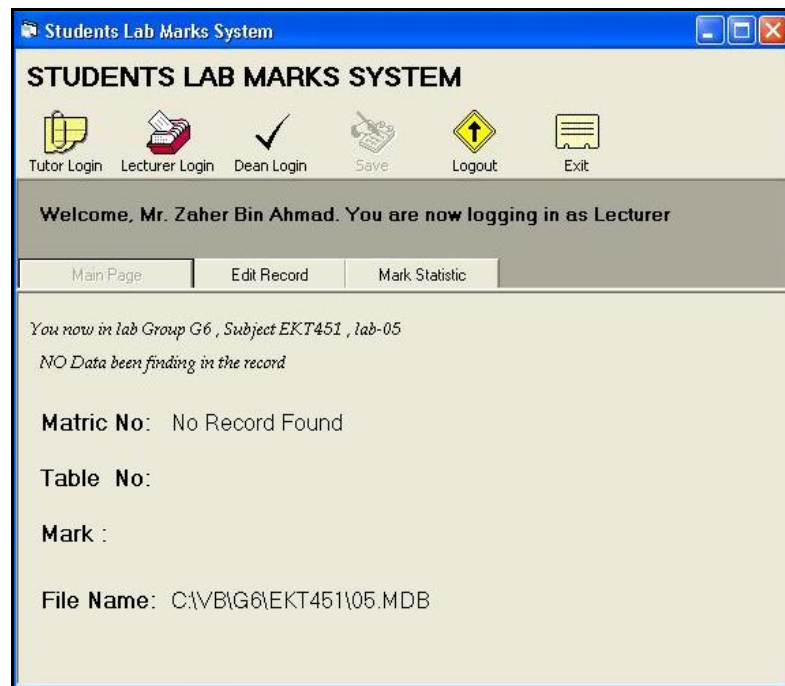 Students Lab Marks System
STUDENTS LAB MARKS SYSTEM
Tutor Login Lecturer Login Dean Login Save Logout Exit
Welcome, Mr. Zaher Bin Ahmad. You are now logging in as Lecturer
Main Page Edit Record Mark Statistic
You now in lab Group G6 , Subject EKT451 , lab-05
NO Data been finding in the record
Matric No: No Record Found
Table No:
Mark :
File Name: C:\VB\G6\EKT451\05.MDB